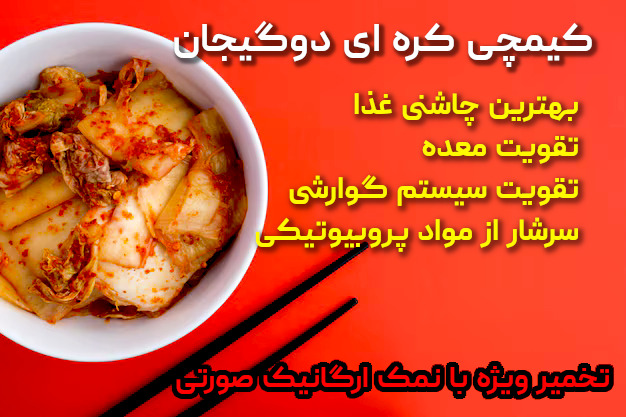 کیمچی کره ای دوگیجان
بهترین چاشنی غذا
تقویت معده
تقویت سیستم گوارشی
سرشار از مواد پروبیوتیکی
تخمیر ویژه با نمک ارگانیک صورتی